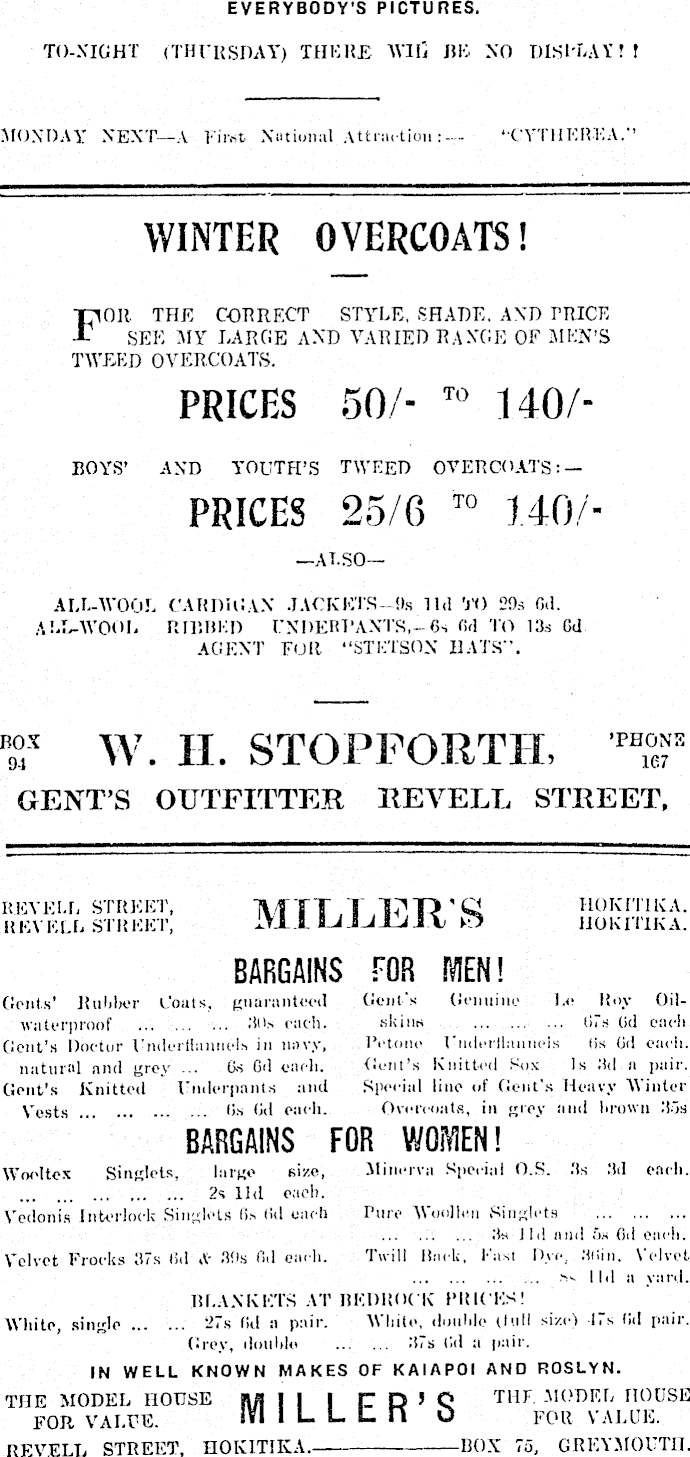 EVERYBODY'S PICTURES.
TO-NIGHT (THURSDAY) THERE WILL BE NO DISPLAY!!
MONDAY NEXT—A First National Attraction:— "CYTHEREA."
WINTER OVERCOATS!
FOR THE CORRECT STYLE, SHADE, AND PRICE
SEE MY LARGE AND VARIED RANGE OF MEN'S
TWEED OVERCOATS.
PRICES 50/- TO 140/-
BOYS' AND YOUTH'S TWEED OVERCOATS:—
PRICES 25/6 TO 140/-
—ALSO—
ALL-WOOL CARDIGAN JACKETS—9s 11d TO 29s 6d.
ALL-WOOL RIBBED UNDERPANTS,—6s 6d TO 13s 6d
AGENT FOR "STETSON HATS".
BOX 94 W. H. STOPFORTH, 'PHONE 167
GENT'S OUTFITTER REVELL STREET,
REVELL STREET, MILLER'S HOKITIKA.
REVELL STREET, HOKITIKA.
BARGAINS FOR MEN!
Gents' Rubber Coats, guaranteed
waterproof ... ... ... 30s each.
Gent's Doctor Underflannels in navy,
natural and grey ... 6s 6d each.
Gent's Knitted Underpants and
Vests ... ... ... ... 6s 6d each.
Gent's Genuine Le Roy Oil-
skins ... ... ... 67s 6d each
Petone Underflannels 6s 6d each.
Gent's Knitted Sox 1s 3d a pair.
Special line of Gent's Heavy Winter
Overcoats, in grey and brown 35s
BARGAINS FOR WOMEN!
Wooltex Singlets, large size,
... ... ... ... ... 2s 11d each.
Vedonis Interlock Singlets 6s 6d each
Velvet Frocks 37s 6d & 39s 6d each.
Minerva Special O.S. 3s 3d each.
Pure Woollen Singlets ... ... ...
... ... ... 3s 11d and 5s 6d each.
Twill Back, Fast Dye, 36in. Velvet
... ... ... ... 11d a yard.
BLANKETS AT BEDROCK PRICES!
White, single ... ... 27s 6d a pair. White, double (full size) 47s 6d pair.
Grey, double ... ... 37s 6d a pair.
IN WELL KNOWN MAKES OF KAIAPOI AND ROSLYN.
THE MODEL HOUSE MILLER'S THE MODEL HOUSE
FOR VALUE. FOR VALUE.
REVELL STREET, HOKITIKA.————BOX 75, GREYMOUTH.